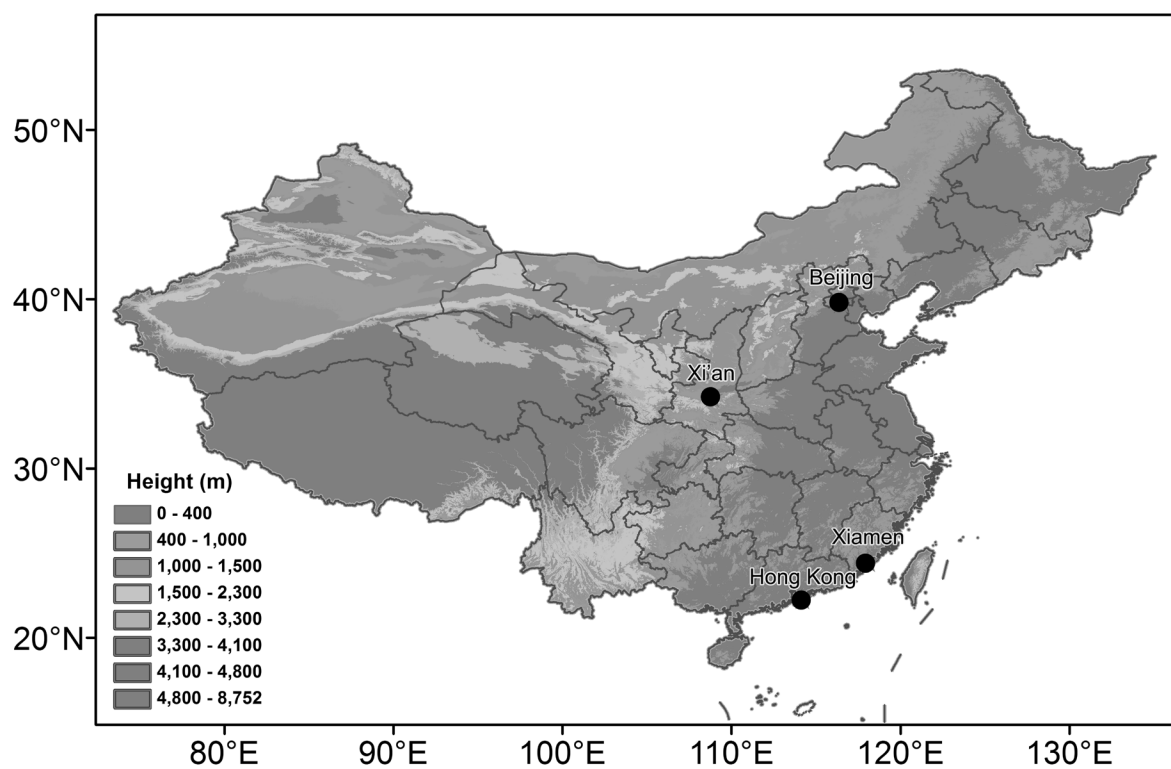 50°N
40°N
30°N
20°N
Beijing
Xi'an
Xiamen
Hong Kong
Height (m)
0 - 400
400 - 1,000
1,000 - 1,500
1,500 - 2,300
2,300 - 3,300
3,300 - 4,100
4,100 - 4,800
4,800 - 8,752
80°E 90°E 100°E 110°E 120°E 130°E